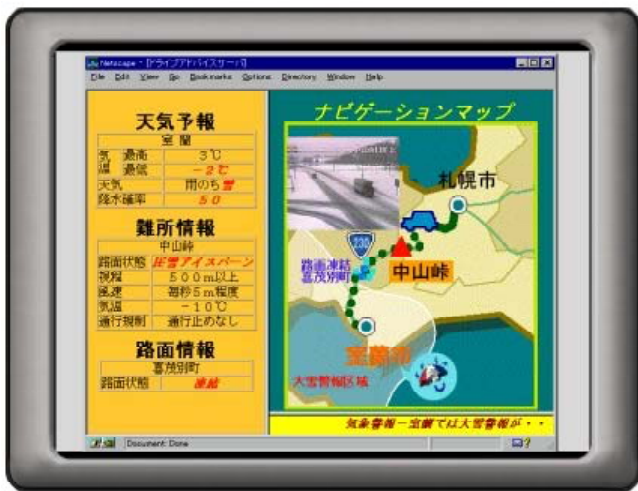 Netscape - [ドライブアドバイスサーバ]
File Edit View Go Bookmarks Options Directory Window Help
天気予報
室蘭
気 最高 3℃
温 最低 -2℃
天気 雨のち雪
降水確率 50
難所情報
中山峠
路面状態 圧雪アイスバーン
視程 500m以上
風速 毎秒5m程度
気温 -10℃
通行規制 通行止めなし
路面情報
喜茂別町
路面状態 凍結
ナビゲーションマップ
札幌市
230
路面凍結
喜茂別町
中山峠
室蘭市
大雪警報区域
気象警報－室蘭では大雪警報が・・
Document: Done